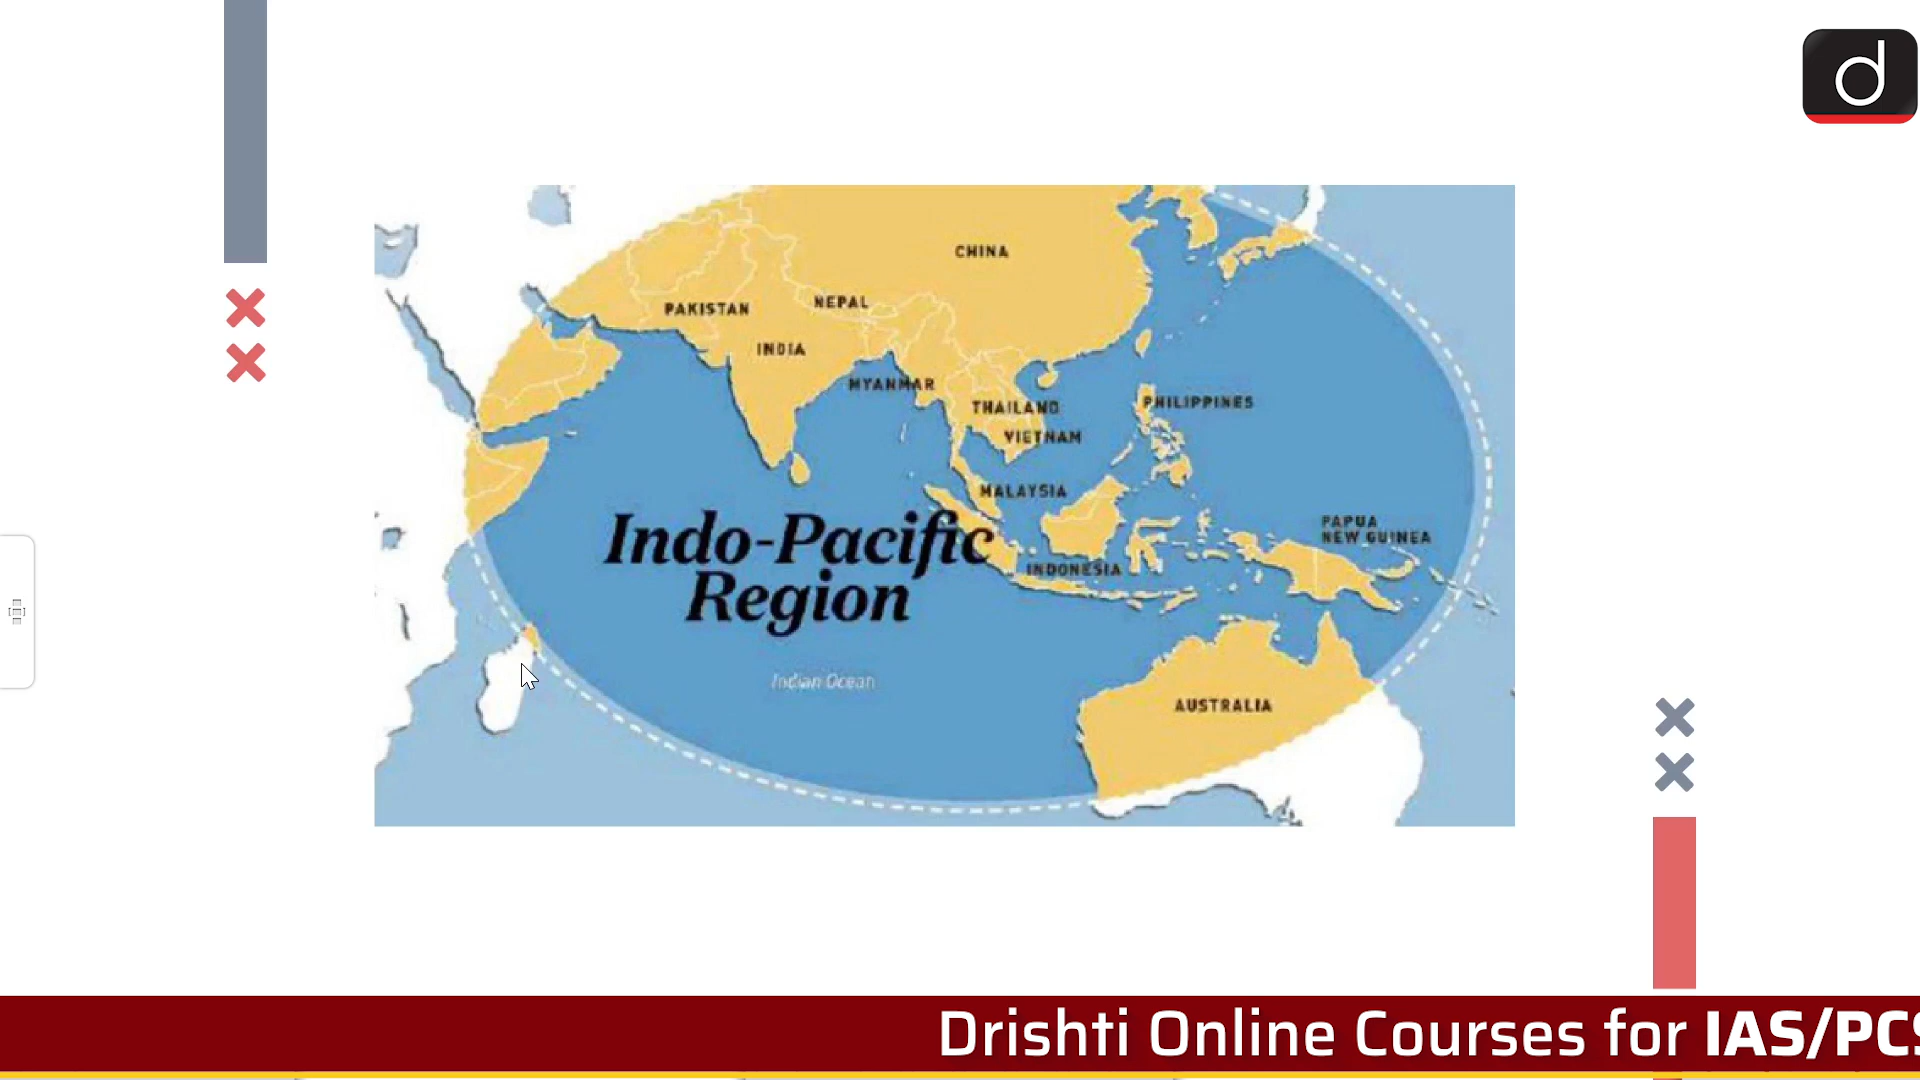 d
CHINA
NEPAL
PAKISTAN
INDIA
MYANMAR
PHILIPPINES
THAILAND
VIETNAM
MALAYSIA
Indo-Pacific
Region
PAPUA
NEW GUINEA
INDONESIA
Indian Ocean
AUSTRALIA
Drishti Online Courses for IAS/PCS